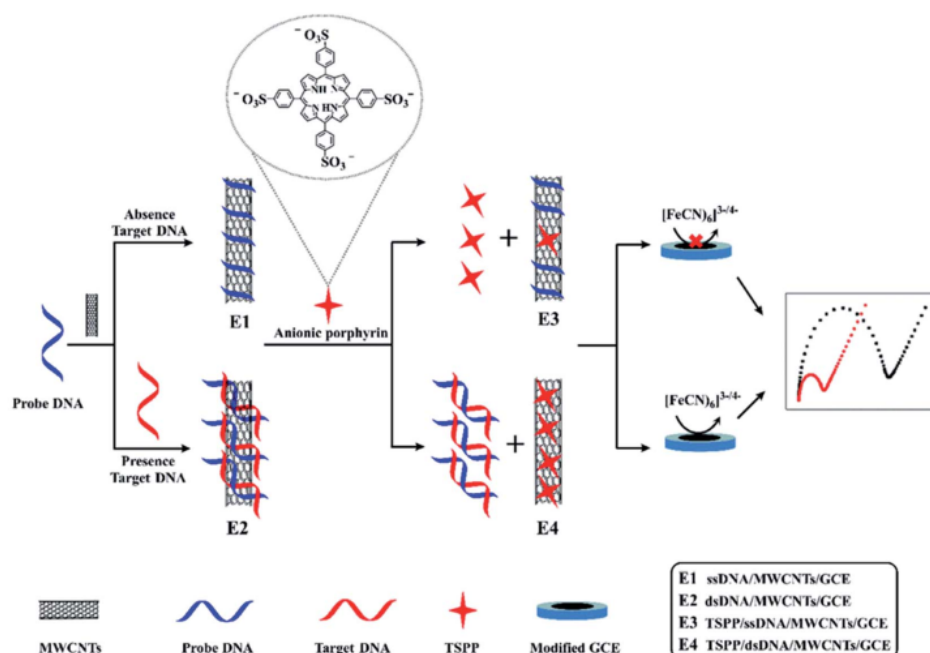 ⁻O₃S
SO₃⁻
NH
N
N
HN
⁻O₃S
SO₃⁻
Absence
Target DNA
[FeCN)₆]³⁻/⁴⁻
E1
E3
Anionic porphyrin
Probe DNA
[FeCN)₆]³⁻/⁴⁻
Presence
Target DNA
E2
E4
MWCNTs
Probe DNA
Target DNA
TSPP
Modified GCE
E1 ssDNA/MWCNTs/GCE
E2 dsDNA/MWCNTs/GCE
E3 TSPP/ssDNA/MWCNTs/GCE
E4 TSPP/dsDNA/MWCNTs/GCE